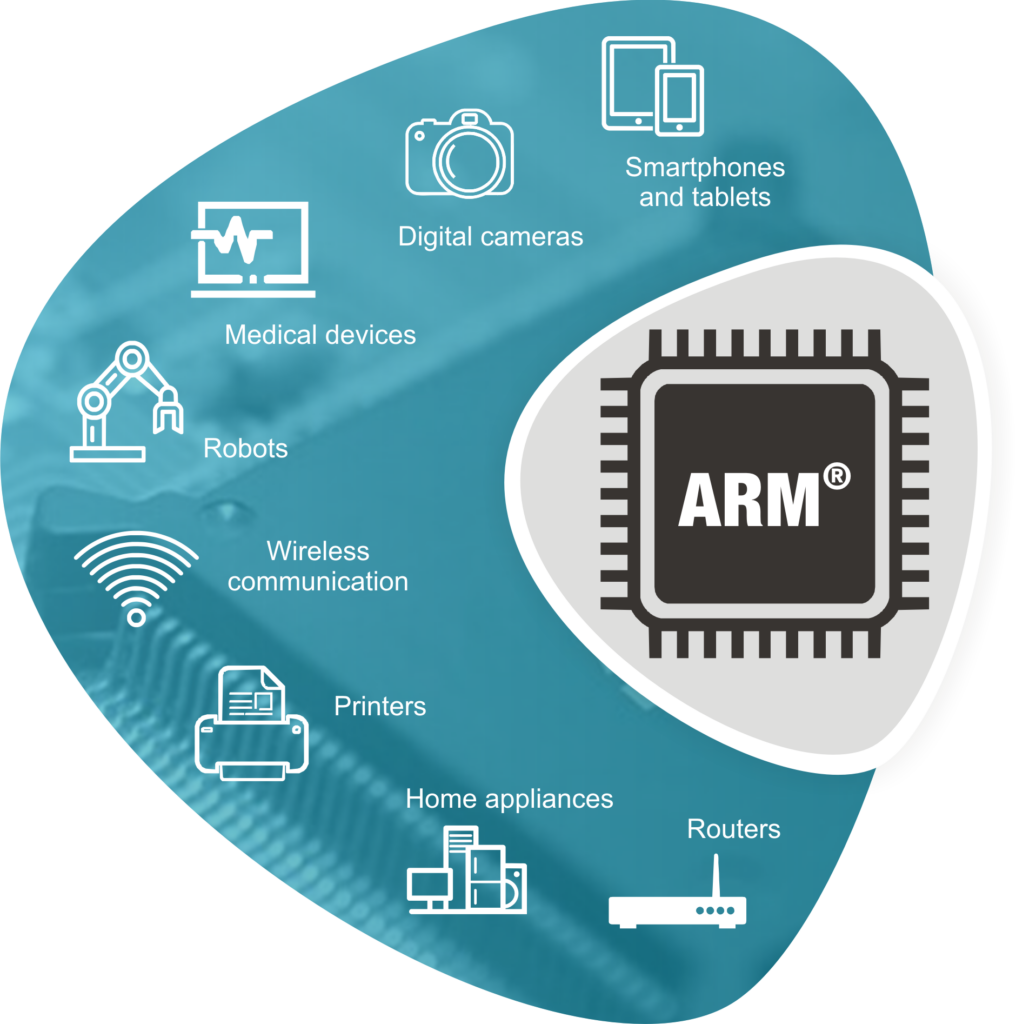 Smartphones
and tablets
Digital cameras
Medical devices
Robots
Wireless
communication
Printers
Home appliances
Routers
ARM®